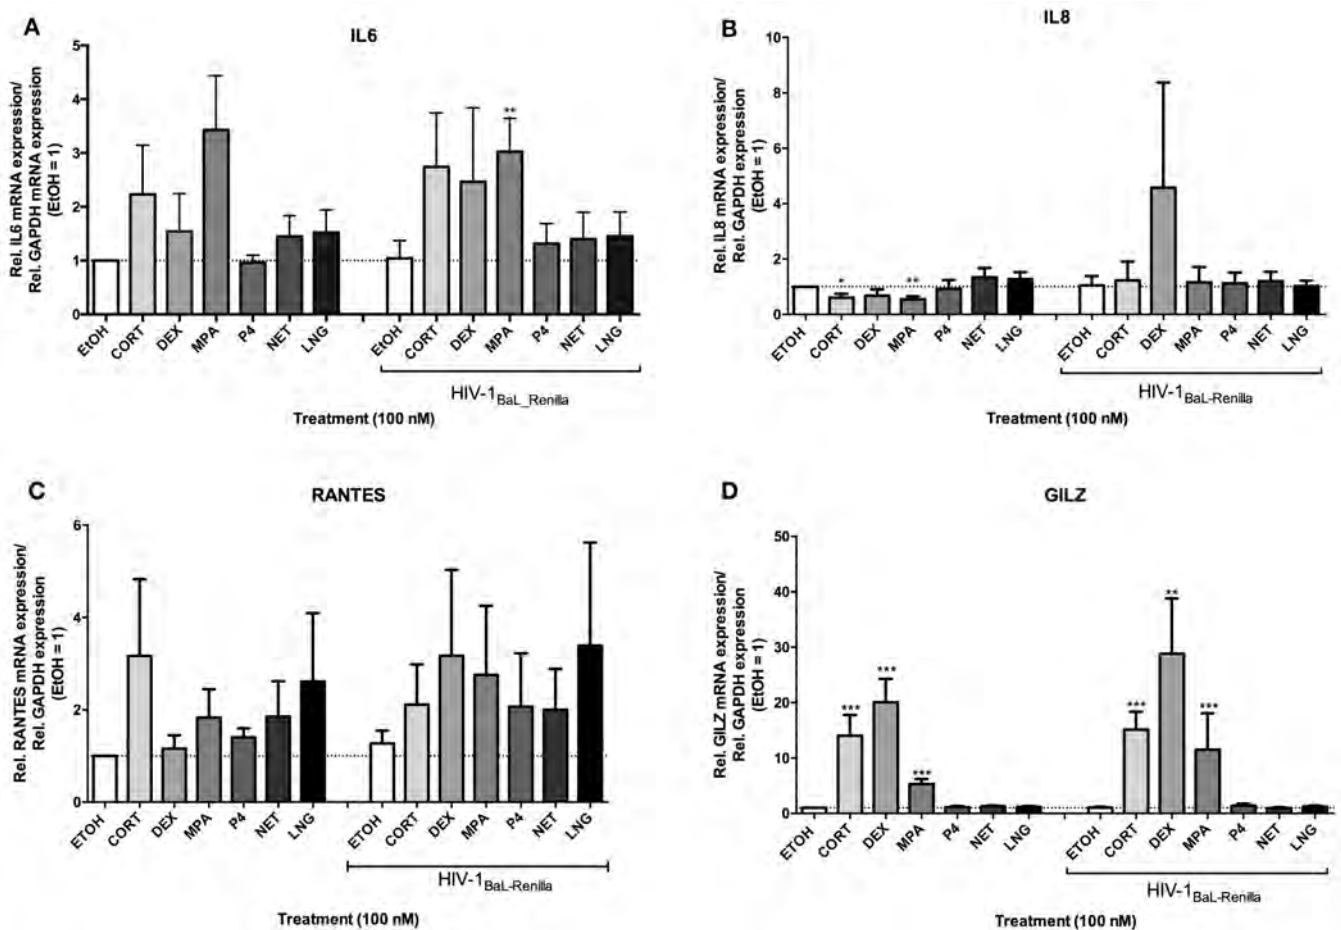 A
IL6
Rel. IL6 mRNA expression/
Rel. GAPDH mRNA expression
(EtOH = 1)
5
4
3
2
1
0
EtOH CORT DEX MPA P4 NET LNG EtOH CORT DEX MPA P4 NET LNG
**
HIV-1BaL_Renilla
Treatment (100 nM)
B
IL8
Rel. IL8 mRNA expression/
Rel. GAPDH expression
(EtOH = 1)
10
8
6
4
2
0
* **
ETOH CORT DEX MPA P4 NET LNG ETOH CORT DEX MPA P4 NET LNG
HIV-1BaL-Renilla
Treatment (100 nM)
C
RANTES
Rel. RANTES mRNA expression/
Rel. GAPDH expression
(EtOH = 1)
6
4
2
0
ETOH CORT DEX MPA P4 NET LNG ETOH CORT DEX MPA P4 NET LNG
HIV-1BaL-Renilla
Treatment (100 nM)
D
GILZ
Rel. GILZ mRNA expression/
Rel. GAPDH expression
(EtOH = 1)
50
40
30
20
10
0
*** *** *** *** ** ***
ETOH CORT DEX MPA P4 NET LNG ETOH CORT DEX MPA P4 NET LNG
HIV-1BaL-Renilla
Treatment (100 nM)